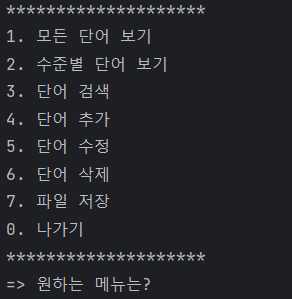 ********************
1. 모든 단어 보기
2. 수준별 단어 보기
3. 단어 검색
4. 단어 추가
5. 단어 수정
6. 단어 삭제
7. 파일 저장
0. 나가기
********************
=> 원하는 메뉴는?